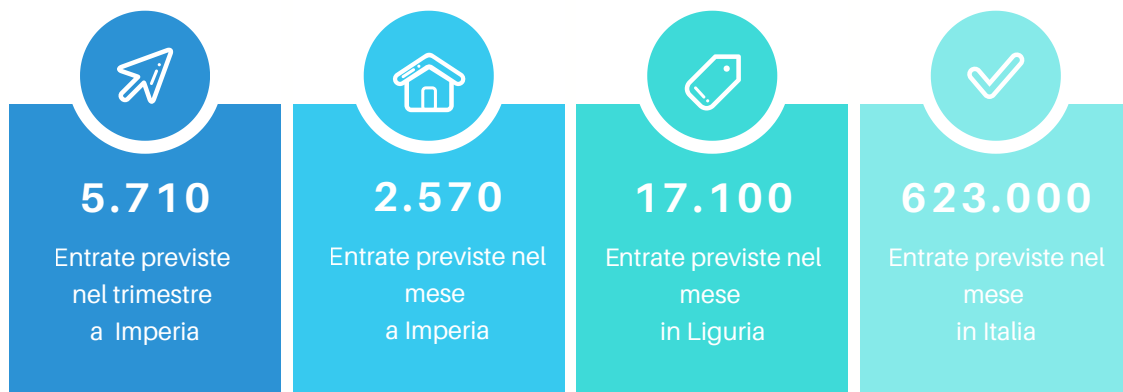 5.710
Entrate previste
nel trimestre
a Imperia
2.570
Entrate previste nel
mese
a Imperia
17.100
Entrate previste nel
mese
in Liguria
623.000
Entrate previste nel
mese
in Italia